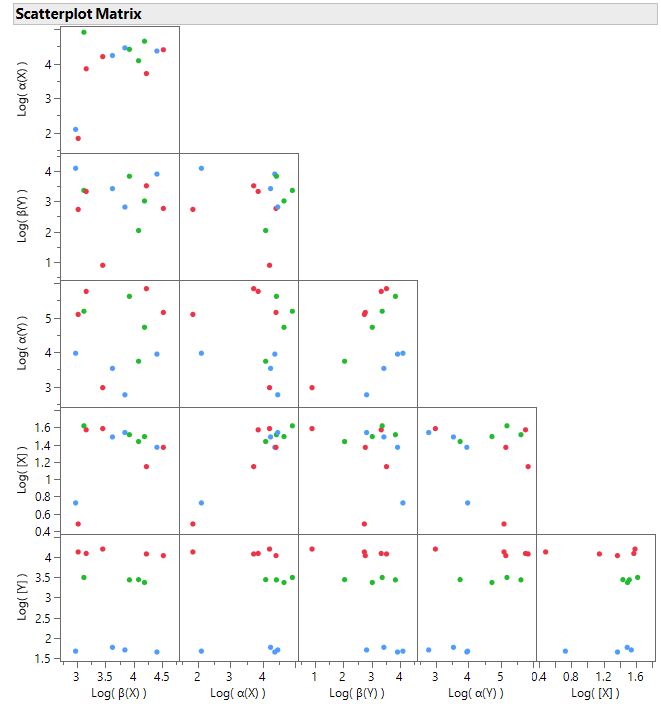 Scatterplot Matrix
Log( α(X) )
4
3
2
Log( β(Y) )
4
3
2
1
Log( α(Y) )
5
4
3
Log( [X] )
1.6
1.4
1.2
1
0.8
0.6
0.4
Log( [Y] )
4
3.5
3
2.5
2
1.5
3 3.5 4 4.5 2 3 4 1 2 3 4 3 4 5 0.4 0.8 1.2 1.6
Log( β(X) ) Log( α(X) ) Log( β(Y) ) Log( α(Y) ) Log( [X] )